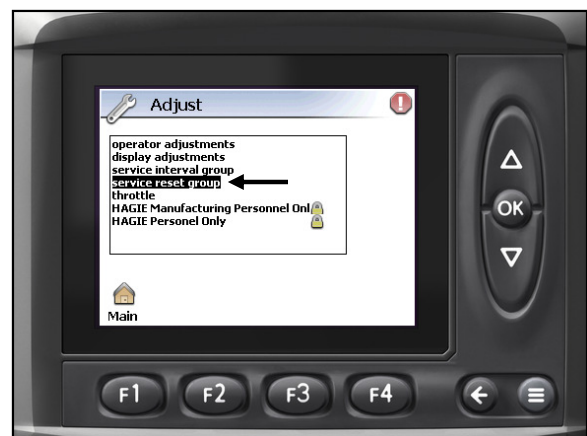 Adjust
operator adjustments
display adjustments
service interval group
service reset group
throttle
HAGIE Manufacturing Personnel Onl
HAGIE Personel Only
Main
OK
F1 F2 F3 F4